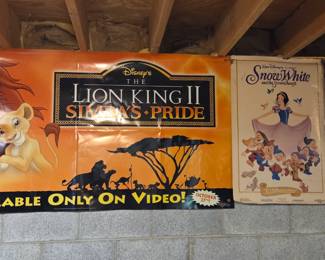 Disney's
THE
LION KING II
SIMBA'S • PRIDE
ABLE ONLY ON VIDEO!
SNOW WHITE